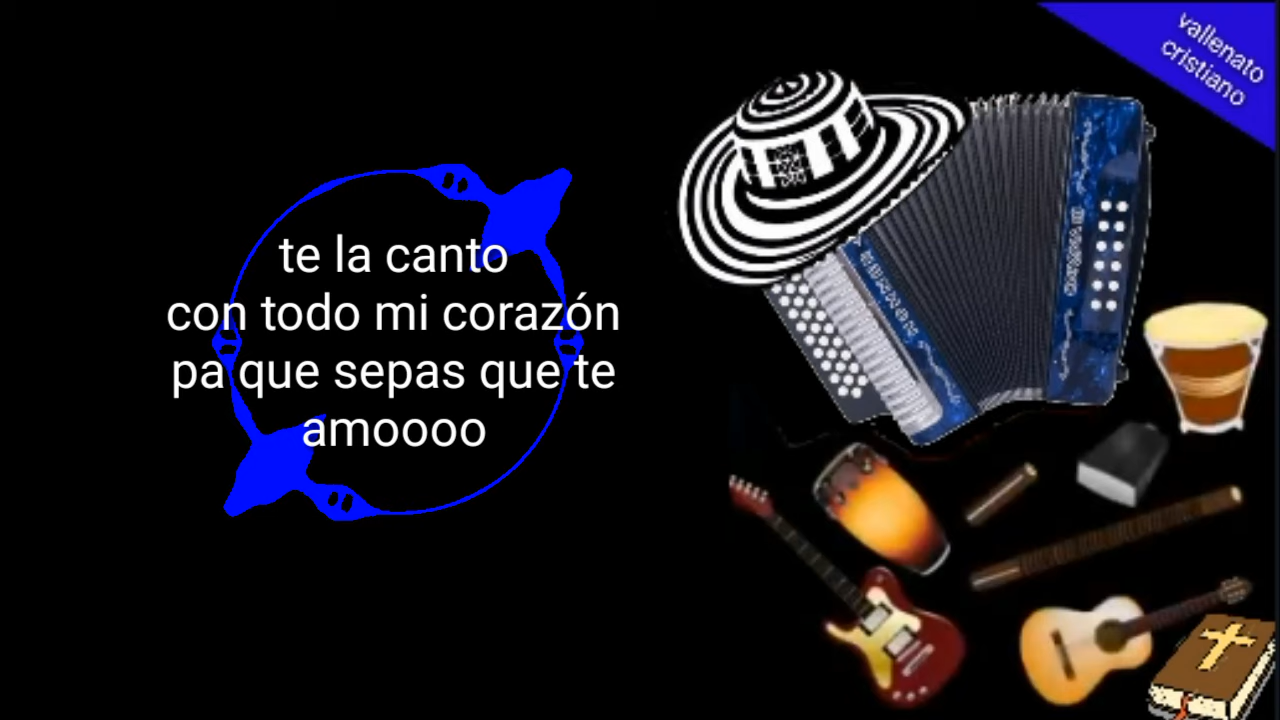 vallenato
cristiano
te la canto
con todo mi corazón
pa que sepas que te
amoooo